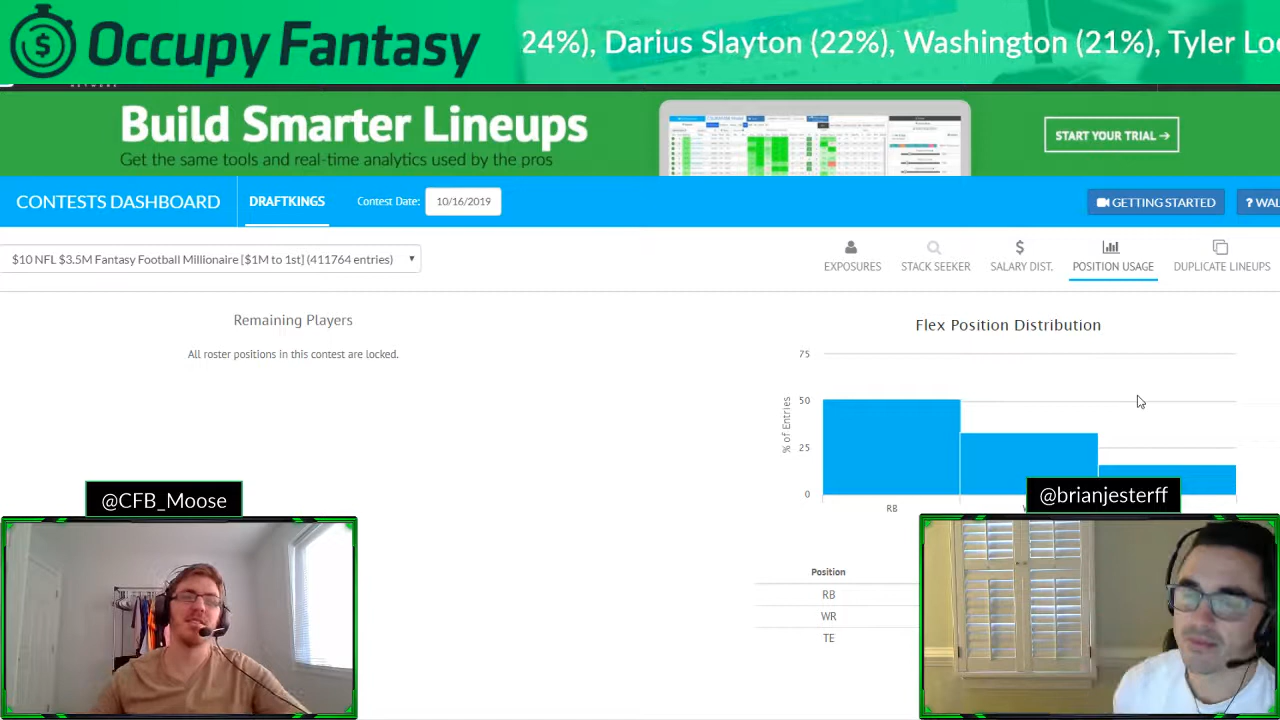 Occupy Fantasy
24%), Darius Slayton (22%), Washington (21%), Tyler Loc
Build Smarter Lineups
Get the same tools and real-time analytics used by the pros
START YOUR TRIAL →
CONTESTS DASHBOARD
DRAFTKINGS
Contest Date:
10/16/2019
GETTING STARTED
? WAL
$10 NFL $3.5M Fantasy Football Millionaire [$1M to 1st] (411764 entries)
EXPOSURES
STACK SEEKER
SALARY DIST.
POSITION USAGE
DUPLICATE LINEUPS
Remaining Players
All roster positions in this contest are locked.
Flex Position Distribution
75
50
25
0
% of Entries
RB
Position
RB
WR
TE
@CFB_Moose
@brianjesterff